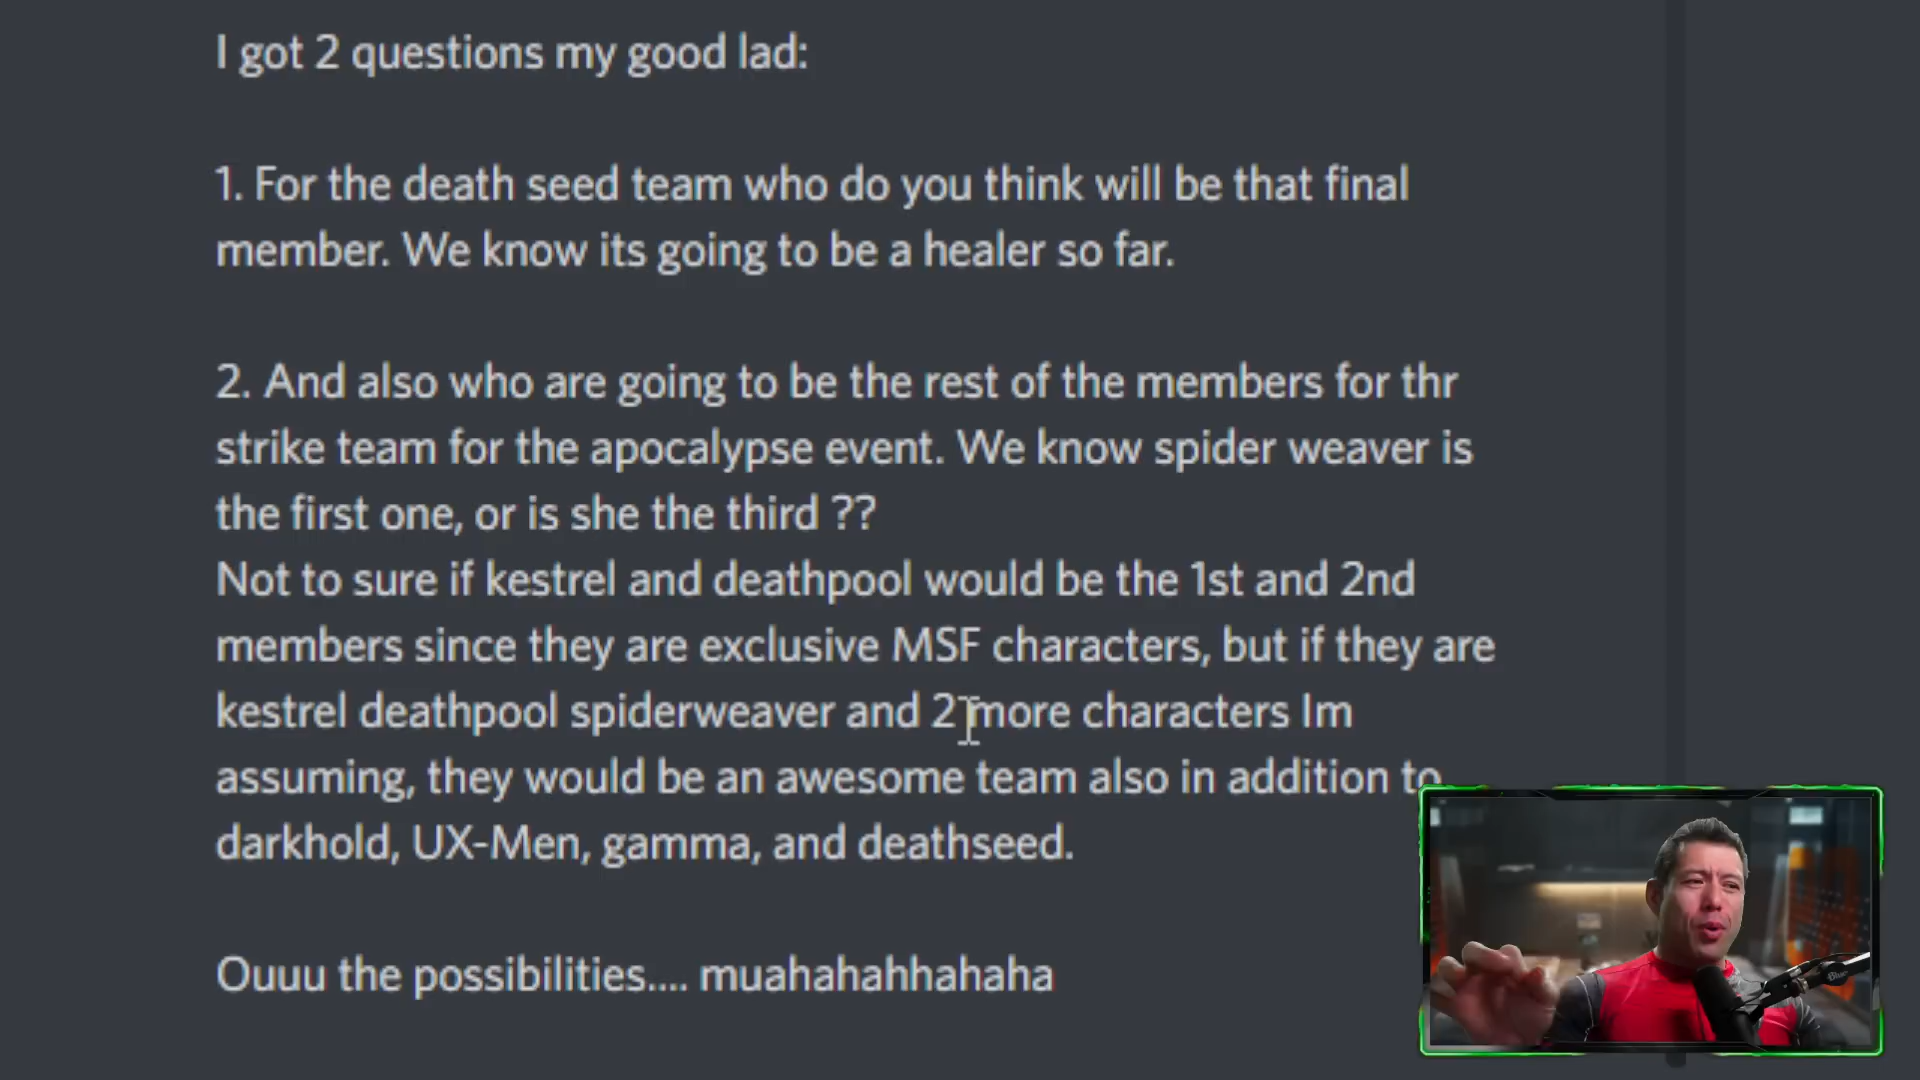 I got 2 questions my good lad:
1. For the death seed team who do you think will be that final
member. We know its going to be a healer so far.
2. And also who are going to be the rest of the members for thr
strike team for the apocalypse event. We know spider weaver is
the first one, or is she the third ??
Not to sure if kestrel and deathpool would be the 1st and 2nd
members since they are exclusive MSF characters, but if they are
kestrel deathpool spiderweaver and 2 more characters Im
assuming, they would be an awesome team also in addition to
darkhold, UX-Men, gamma, and deathseed.
Ouuu the possibilities.... muahahahhahaha
Blue